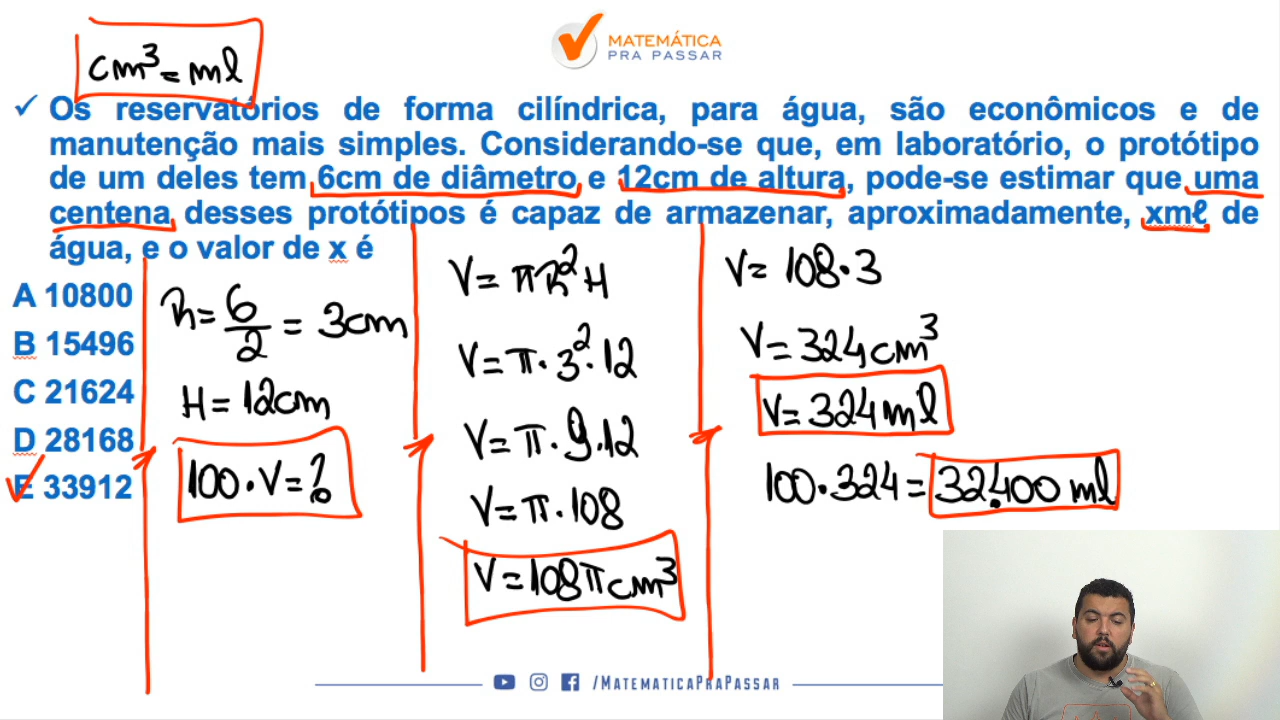 cm³ = ml
MATEMÁTICA
PRA PASSAR
✓ Os reservatórios de forma cilíndrica, para água, são econômicos e de
manutenção mais simples. Considerando-se que, em laboratório, o protótipo
de um deles tem 6cm de diâmetro e 12cm de altura, pode-se estimar que uma
centena desses protótipos é capaz de armazenar, aproximadamente, xmℓ de
água, e o valor de x é
A 10800
B 15496
C 21624
D 28168
E 33912
r = 6/2 = 3cm
H = 12cm
100 · V = ?
V = πr²H
V = π · 3² · 12
V = π · 9 · 12
V = π · 108
V = 108π cm³
V = 108 · 3
V = 324 cm³
V = 324 ml
100 · 324 = 32.400 ml
/MATEMATICAPRAPASSAR